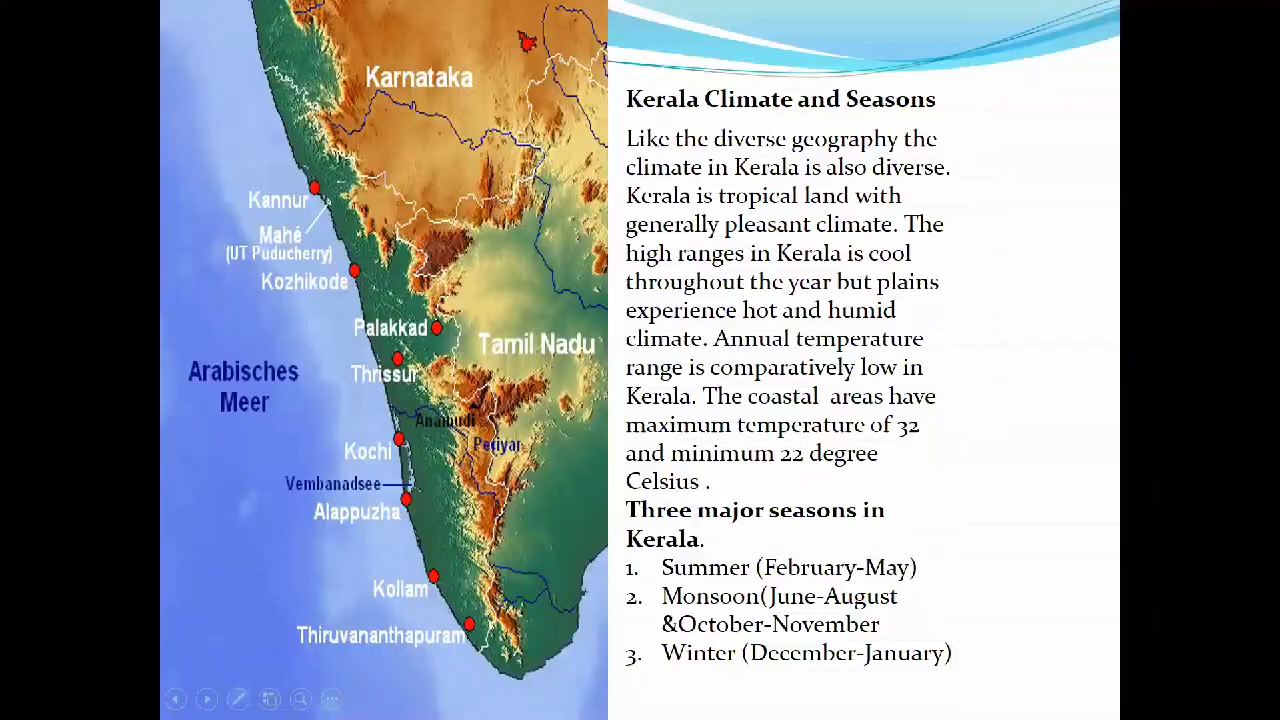 Karnataka
Kannur
Mahé
(UT Puducherry)
Kozhikode
Palakkad
Tamil Nadu
Thrissur
Arabisches
Meer
Anaimudi
Periyar
Kochi
Vembanadsee
Alappuzha
Kollam
Thiruvananthapuram
Kerala Climate and Seasons
Like the diverse geography the
climate in Kerala is also diverse.
Kerala is tropical land with
generally pleasant climate. The
high ranges in Kerala is cool
throughout the year but plains
experience hot and humid
climate. Annual temperature
range is comparatively low in
Kerala. The coastal areas have
maximum temperature of 32
and minimum 22 degree
Celsius .
Three major seasons in
Kerala.
1. Summer (February-May)
2. Monsoon(June-August
&October-November
3. Winter (December-January)